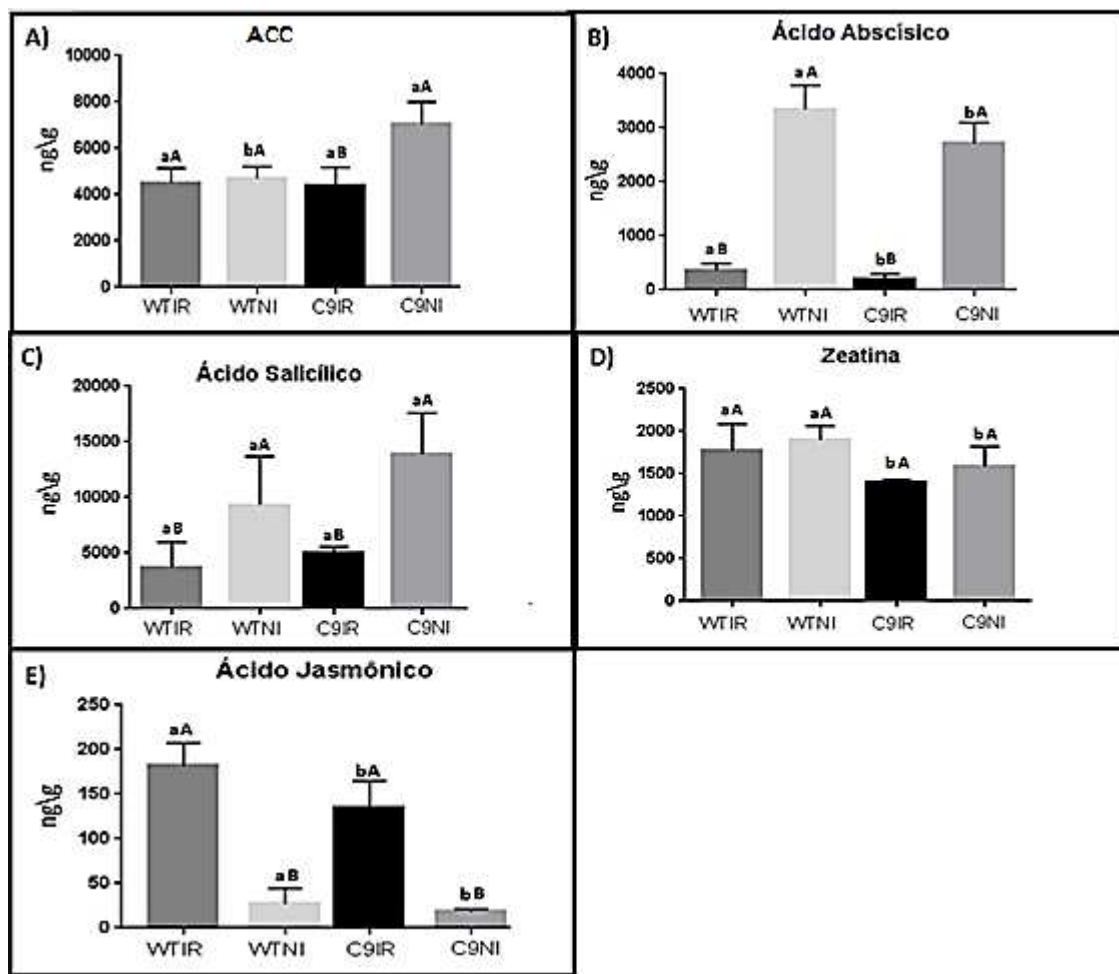 A)
ACC
ng\g
10000
8000
6000
4000
2000
0
aA
bA
aB
aA
WTIR
WTNI
C9IR
C9NI
B)
Ácido Abscísico
ng\g
4000
3000
2000
1000
0
aB
aA
bB
bA
WTIR
WTNI
C9IR
C9NI
C)
Ácido Salicílico
ng\g
20000
15000
10000
5000
0
aB
aA
aB
aA
WTIR
WTNI
C9IR
C9NI
D)
Zeatina
ng\g
2500
2000
1500
1000
500
0
aA
aA
bA
bA
WTIR
WTNI
C9IR
C9NI
E)
Ácido Jasmônico
ng\g
250
200
150
100
50
0
aA
aB
bA
bB
WTIR
WTNI
C9IR
C9NI